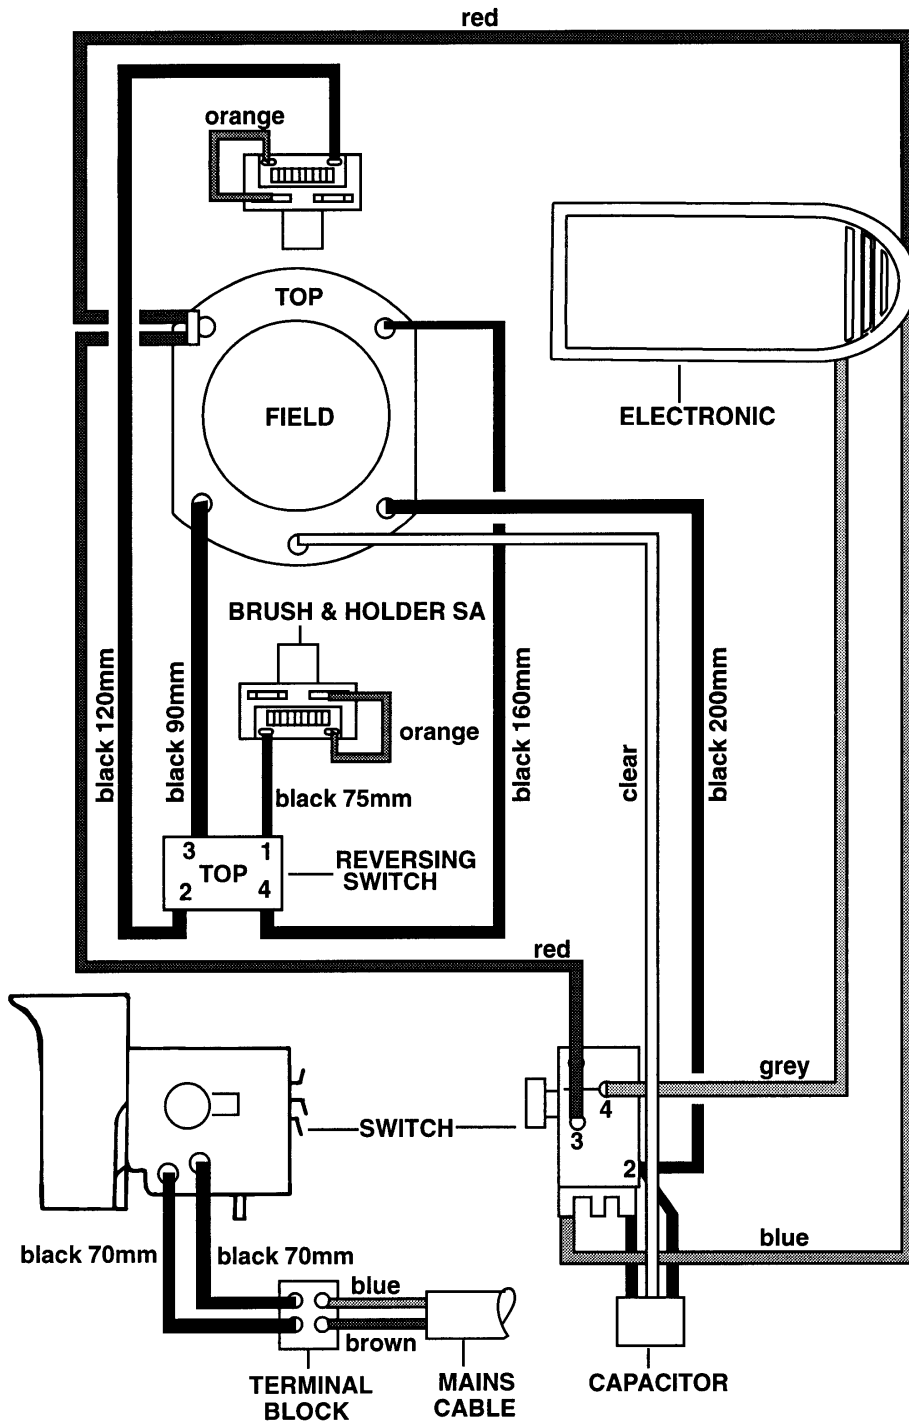 red
orange
TOP
FIELD
ELECTRONIC
BRUSH & HOLDER SA
orange
black 120mm
black 90mm
black 75mm
black 160mm
clear
black 200mm
3 1
TOP
2 4
REVERSING
SWITCH
red
grey
4
3
2
SWITCH
blue
black 70mm
black 70mm
blue
brown
TERMINAL
BLOCK
MAINS
CABLE
CAPACITOR